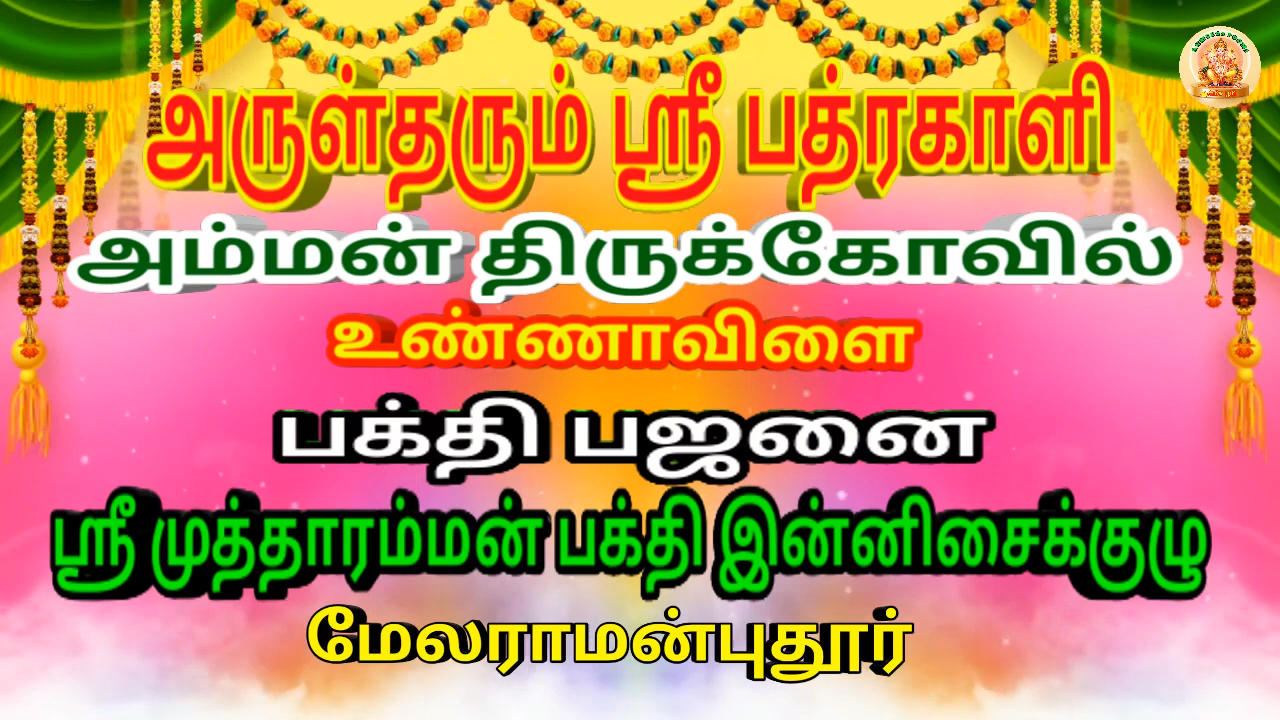 அருள்தரும் ஸ்ரீ பத்ரகாளி
அம்மன் திருக்கோவில்
உண்ணாவிளை
பக்தி பஜனை
ஸ்ரீ முத்தாரம்மன் பக்தி இன்னிசைக்குழு
மேலராமன்புதூர்